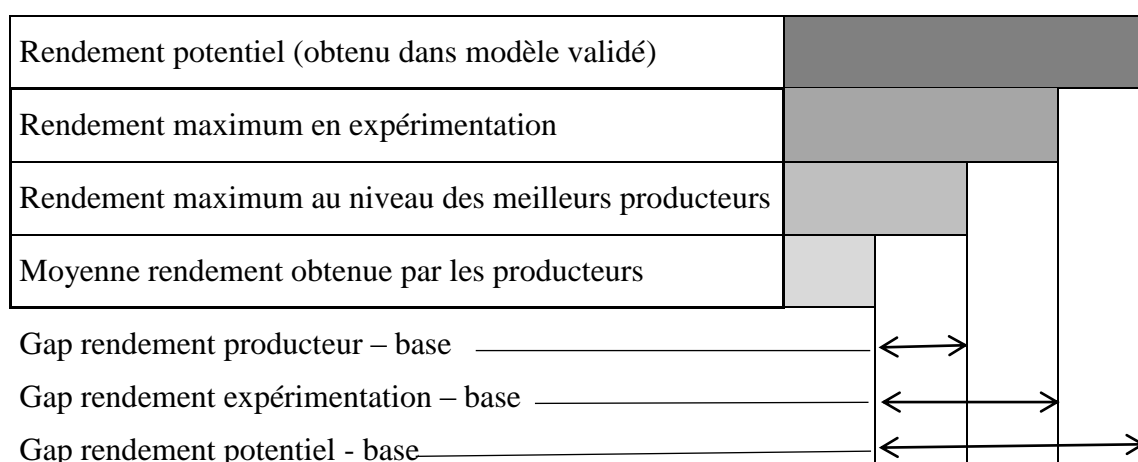 Rendement potentiel (obtenu dans modèle validé)
Rendement maximum en expérimentation
Rendement maximum au niveau des meilleurs producteurs
Moyenne rendement obtenue par les producteurs
Gap rendement producteur – base
Gap rendement expérimentation – base
Gap rendement potentiel - base